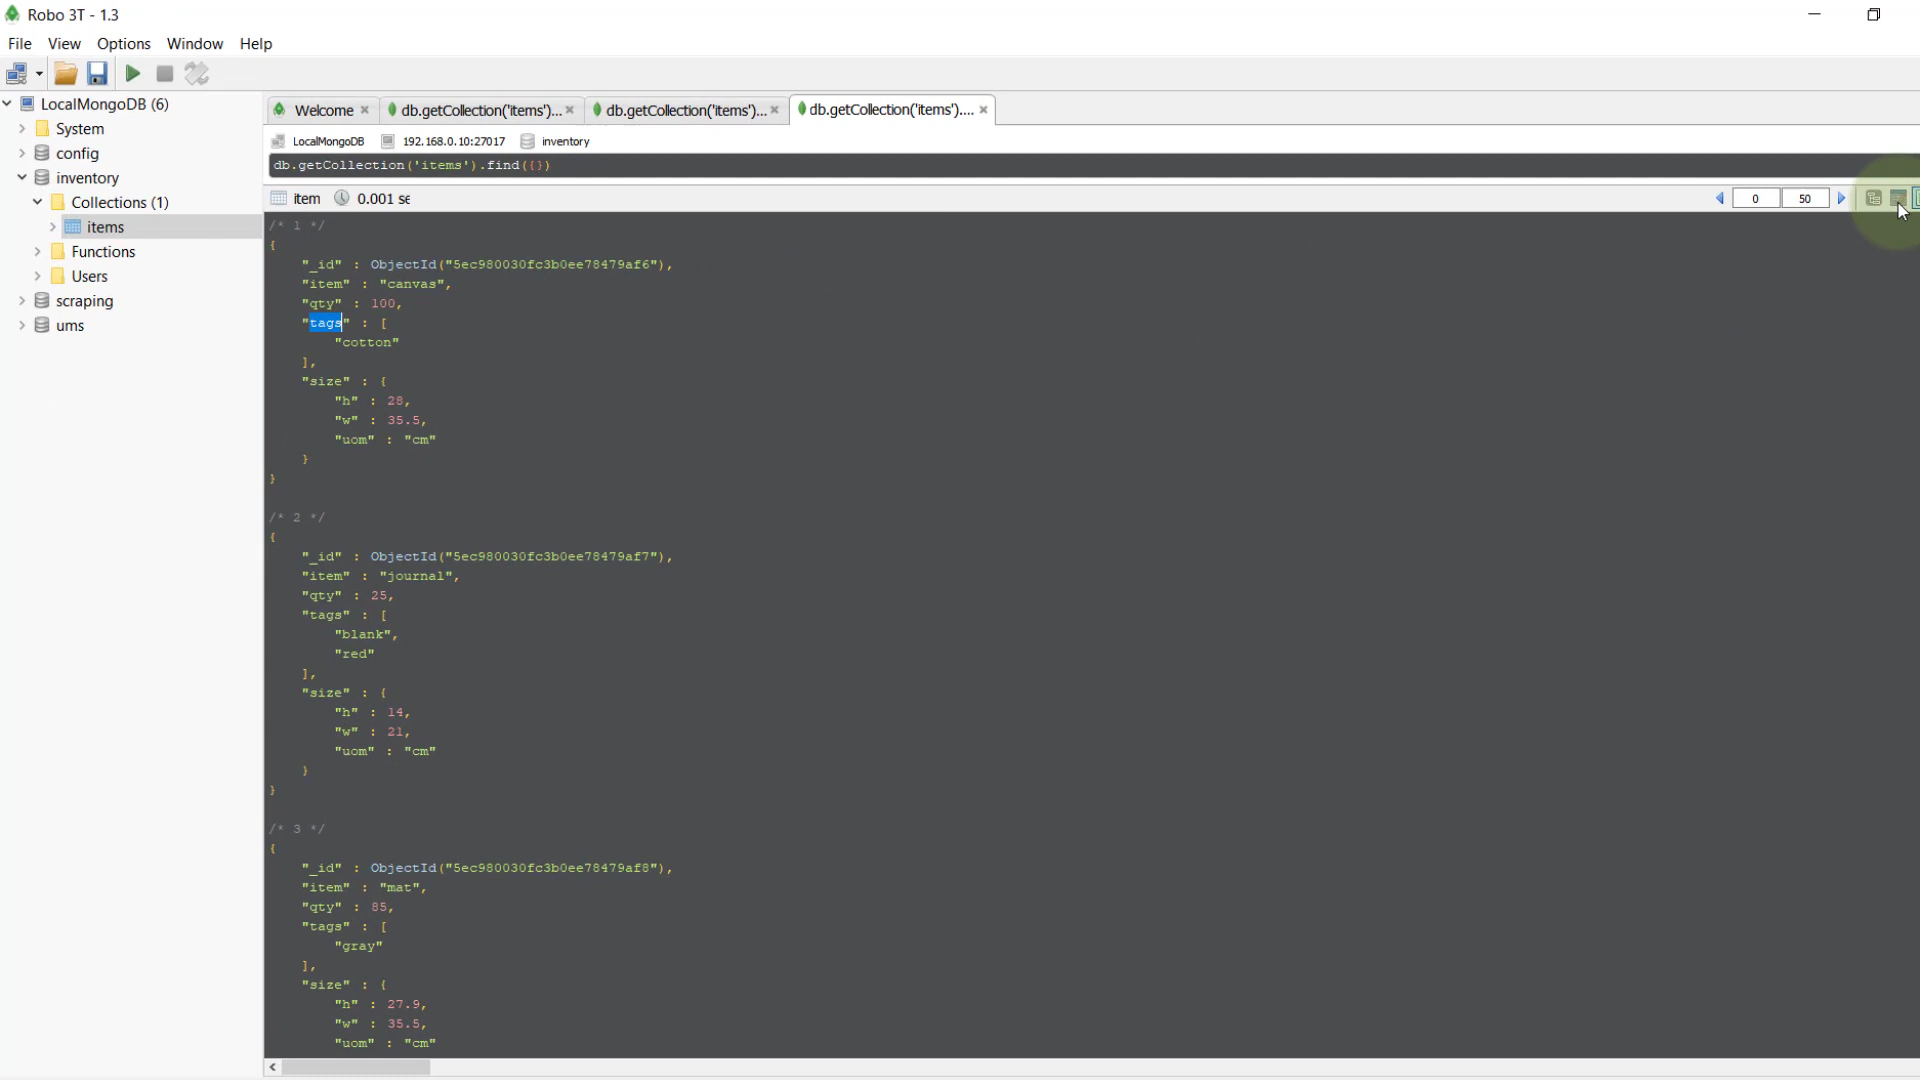 Robo 3T - 1.3
File View Options Window Help
LocalMongoDB (6)
System
config
inventory
Collections (1)
items
Functions
Users
scraping
ums
Welcome
db.getCollection('items')...
db.getCollection('items')...
db.getCollection('items')....
LocalMongoDB 192.168.0.10:27017 inventory
db.getCollection('items').find({})
item 0.001 se
0 50
/* 1 */
{
"_id" : ObjectId("5ec980030fc3b0ee78479af6"),
"item" : "canvas",
"qty" : 100,
"tags" : [
"cotton"
],
"size" : {
"h" : 28,
"w" : 35.5,
"uom" : "cm"
}
}
/* 2 */
{
"_id" : ObjectId("5ec980030fc3b0ee78479af7"),
"item" : "journal",
"qty" : 25,
"tags" : [
"blank",
"red"
],
"size" : {
"h" : 14,
"w" : 21,
"uom" : "cm"
}
}
/* 3 */
{
"_id" : ObjectId("5ec980030fc3b0ee78479af8"),
"item" : "mat",
"qty" : 85,
"tags" : [
"gray"
],
"size" : {
"h" : 27.9,
"w" : 35.5,
"uom" : "cm"